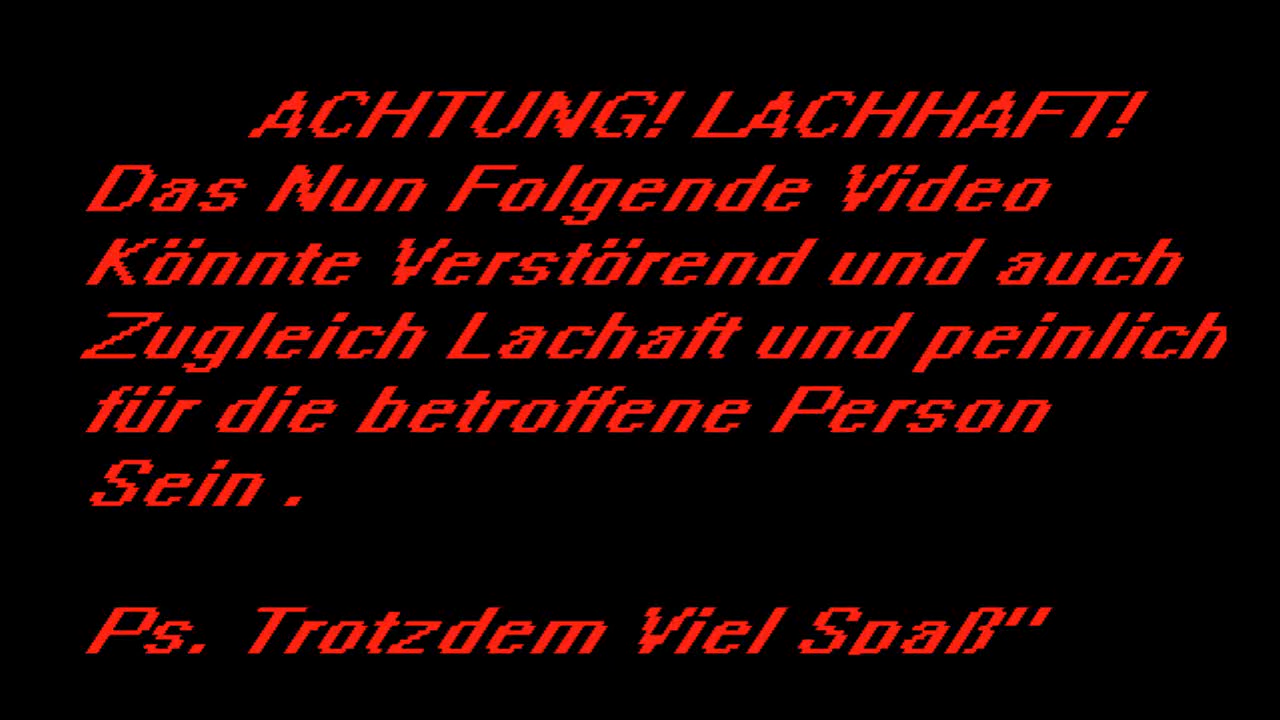 ACHTUNG! LACHHAFT!
Das Nun Folgende Video
Könnte Verstörend und auch
Zugleich Lachaft und peinlich
für die betroffene Person
Sein .
Ps. Trotzdem Viel Spaß"